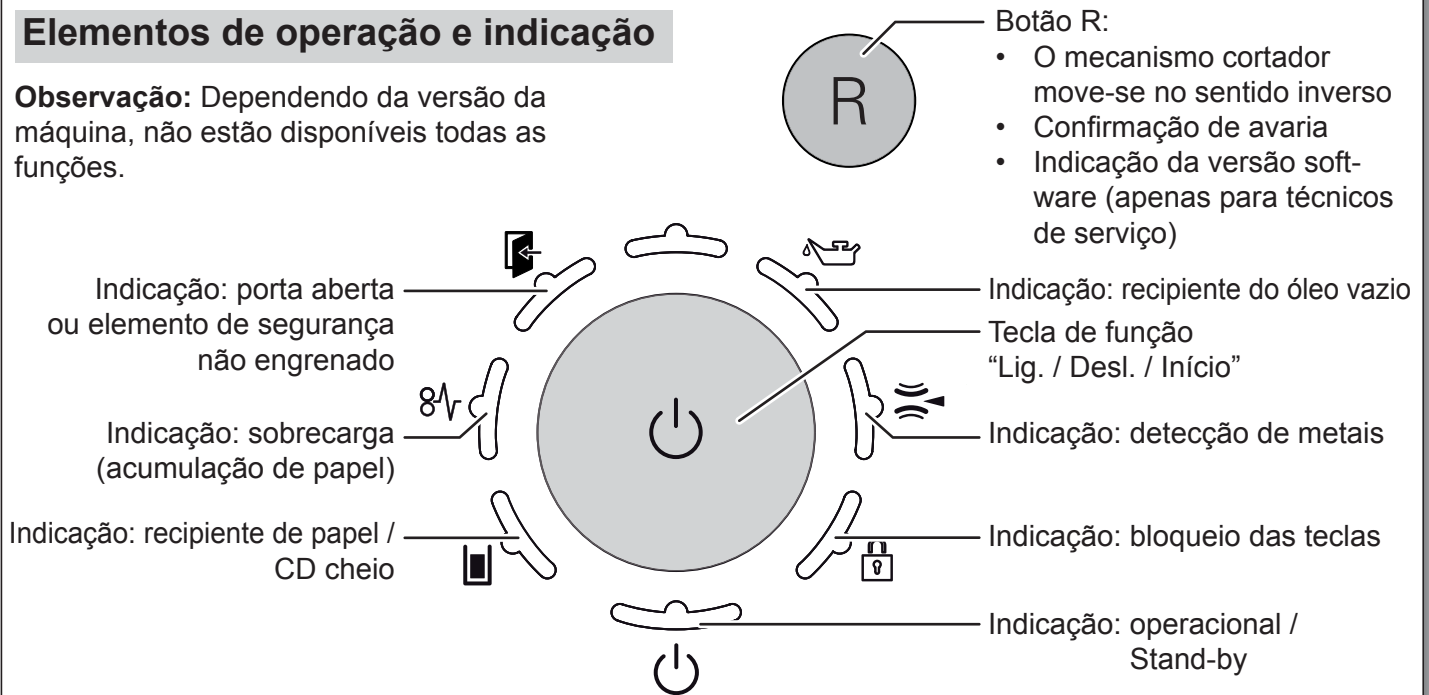 Elementos de operação e indicação
Observação: Dependendo da versão da
máquina, não estão disponíveis todas as
funções.
R
Botão R:
• O mecanismo cortador
move-se no sentido inverso
• Confirmação de avaria
• Indicação da versão soft-
ware (apenas para técnicos
de serviço)
Indicação: porta aberta
ou elemento de segurança
não engrenado
Indicação: sobrecarga
(acumulação de papel)
Indicação: recipiente de papel /
CD cheio
Indicação: recipiente do óleo vazio
Tecla de função
“Lig. / Desl. / Início”
Indicação: detecção de metais
Indicação: bloqueio das teclas
Indicação: operacional /
Stand-by